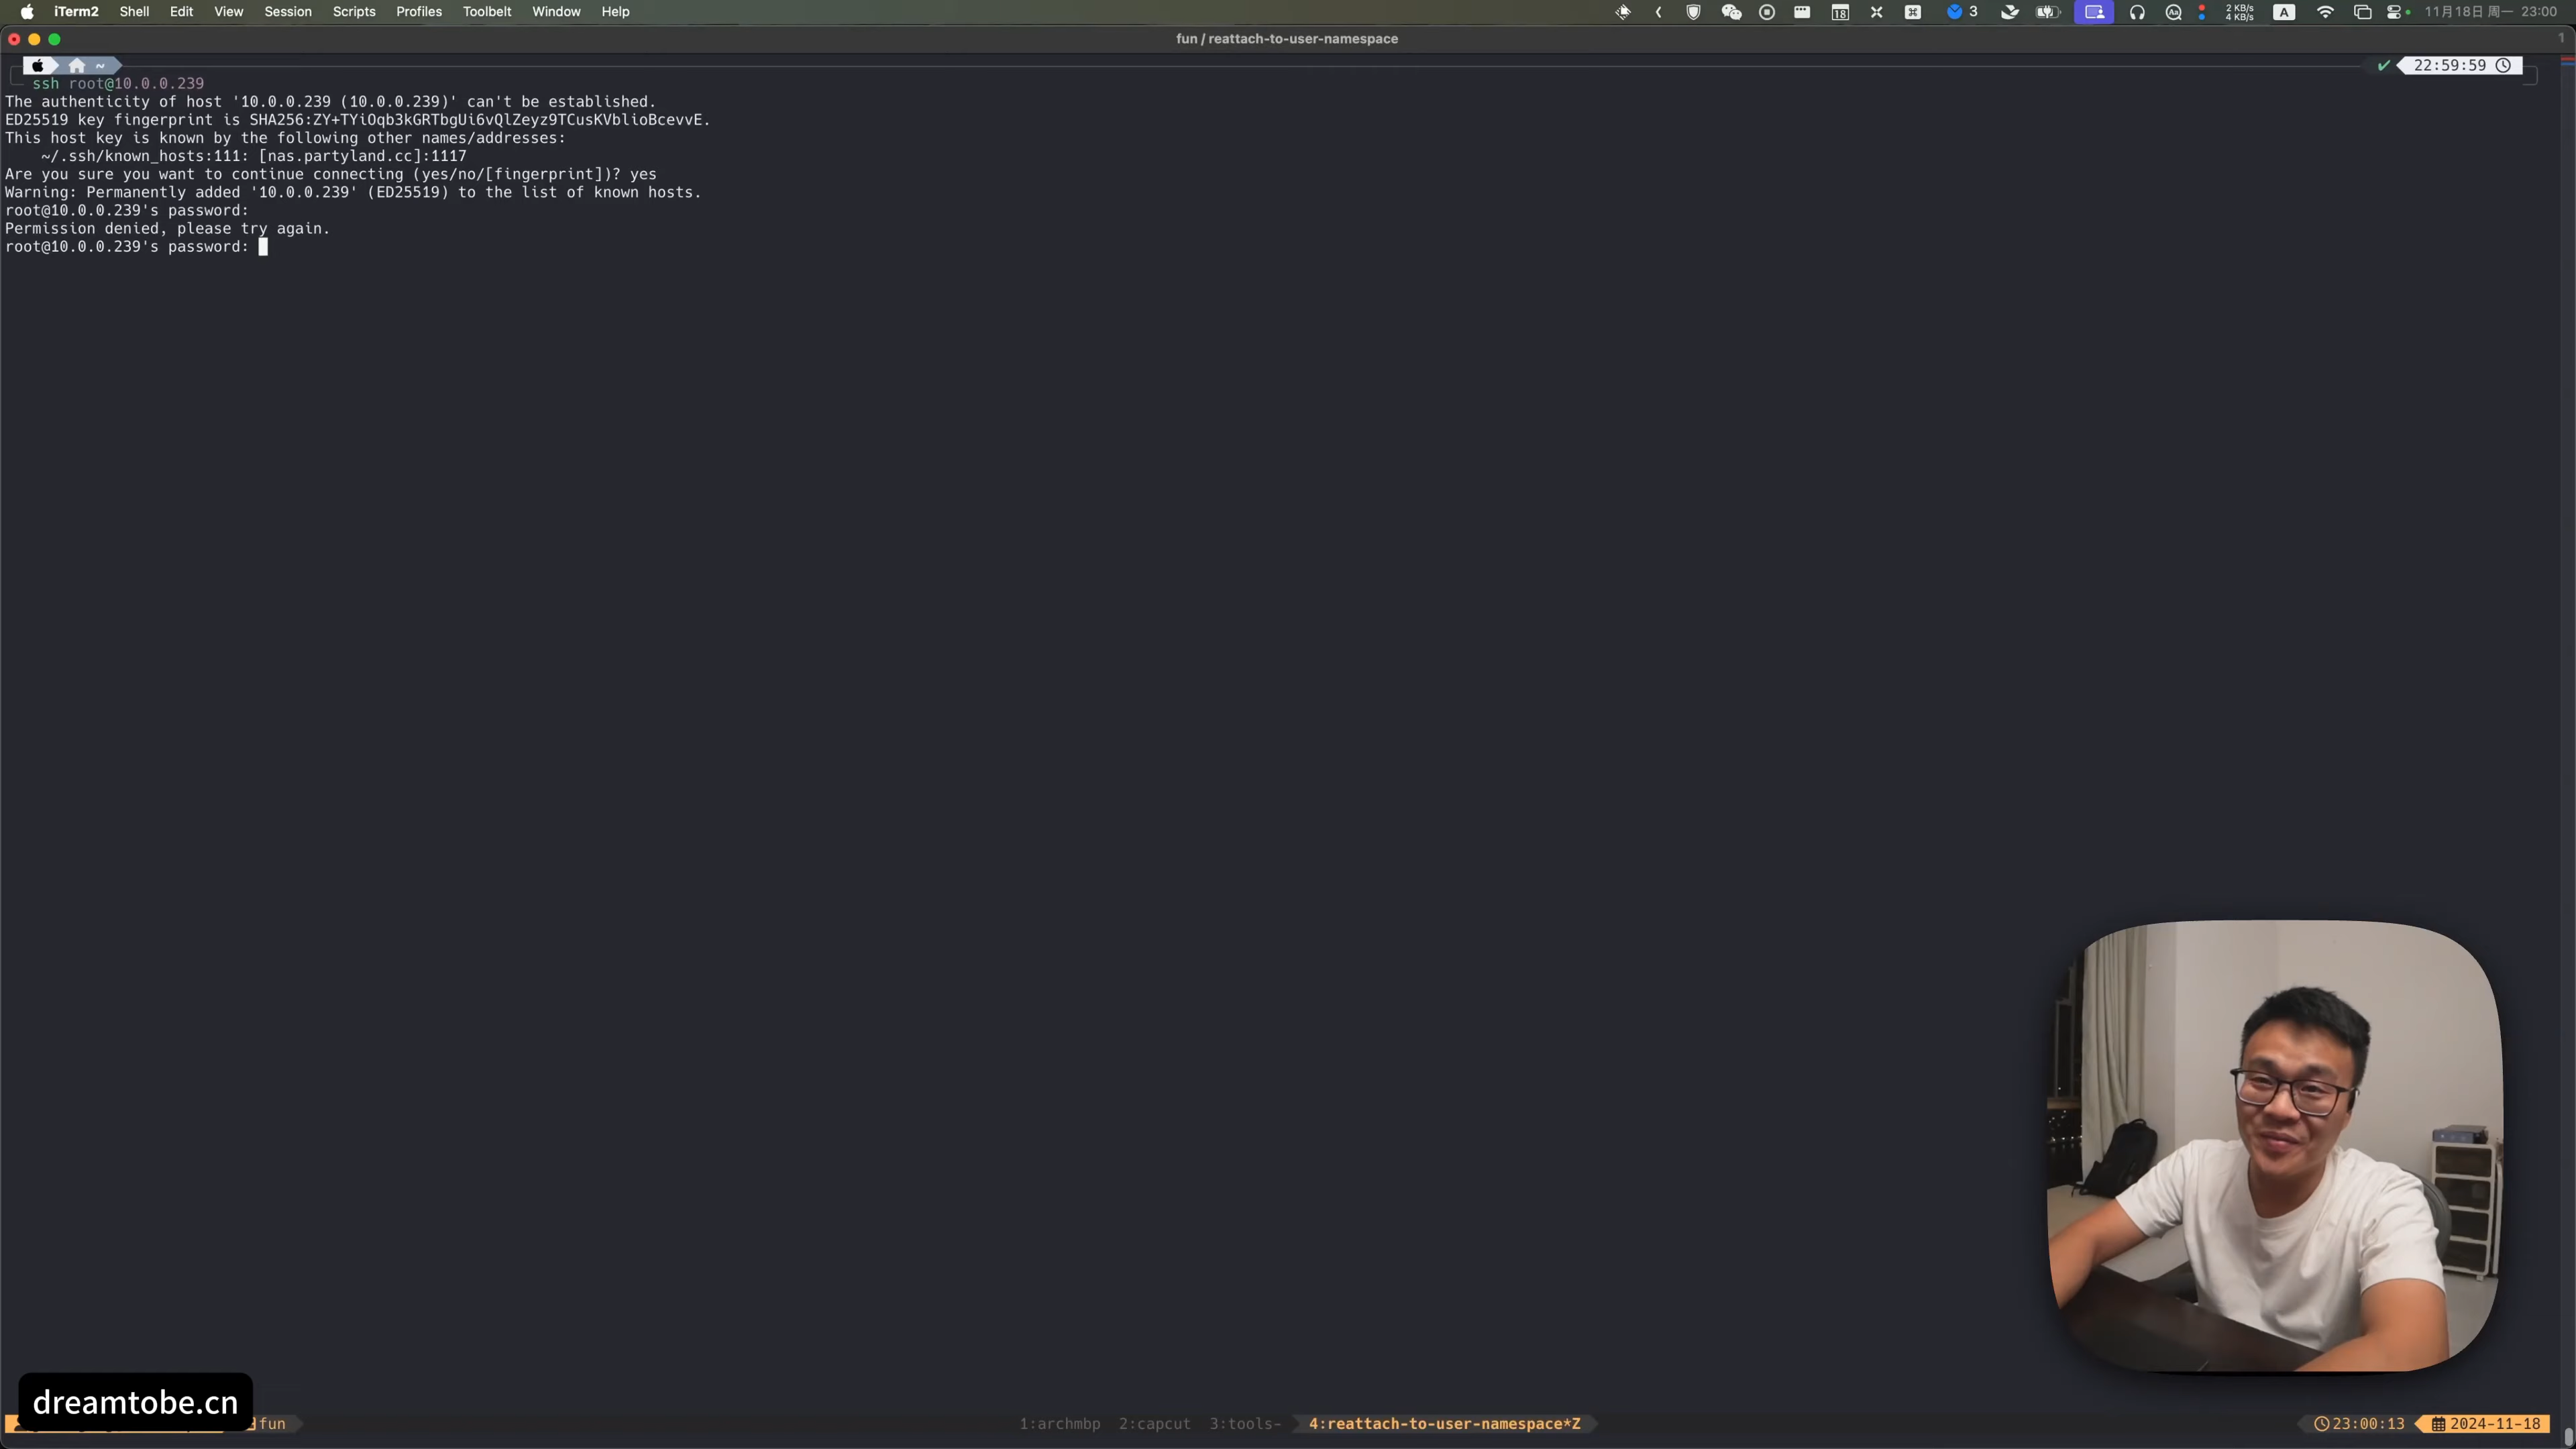 iTerm2 Shell Edit View Session Scripts Profiles Toolbelt Window Help 18 3 2 KB/s 4 KB/s A 11月18日 周一 23:00
fun / reattach-to-user-namespace 1
~ ✓ 22:59:59
ssh root@10.0.0.239
The authenticity of host '10.0.0.239 (10.0.0.239)' can't be established.
ED25519 key fingerprint is SHA256:ZY+TYiOqb3kGRTbgUi6vQlZeyz9TCusKVblioBcevvE.
This host key is known by the following other names/addresses:
~/.ssh/known_hosts:111: [nas.partyland.cc]:1117
Are you sure you want to continue connecting (yes/no/[fingerprint])? yes
Warning: Permanently added '10.0.0.239' (ED25519) to the list of known hosts.
root@10.0.0.239's password:
Permission denied, please try again.
root@10.0.0.239's password:
dreamtobe.cn
fun 1:archmbp 2:capcut 3:tools- 4:reattach-to-user-namespace*Z 23:00:13 2024-11-18